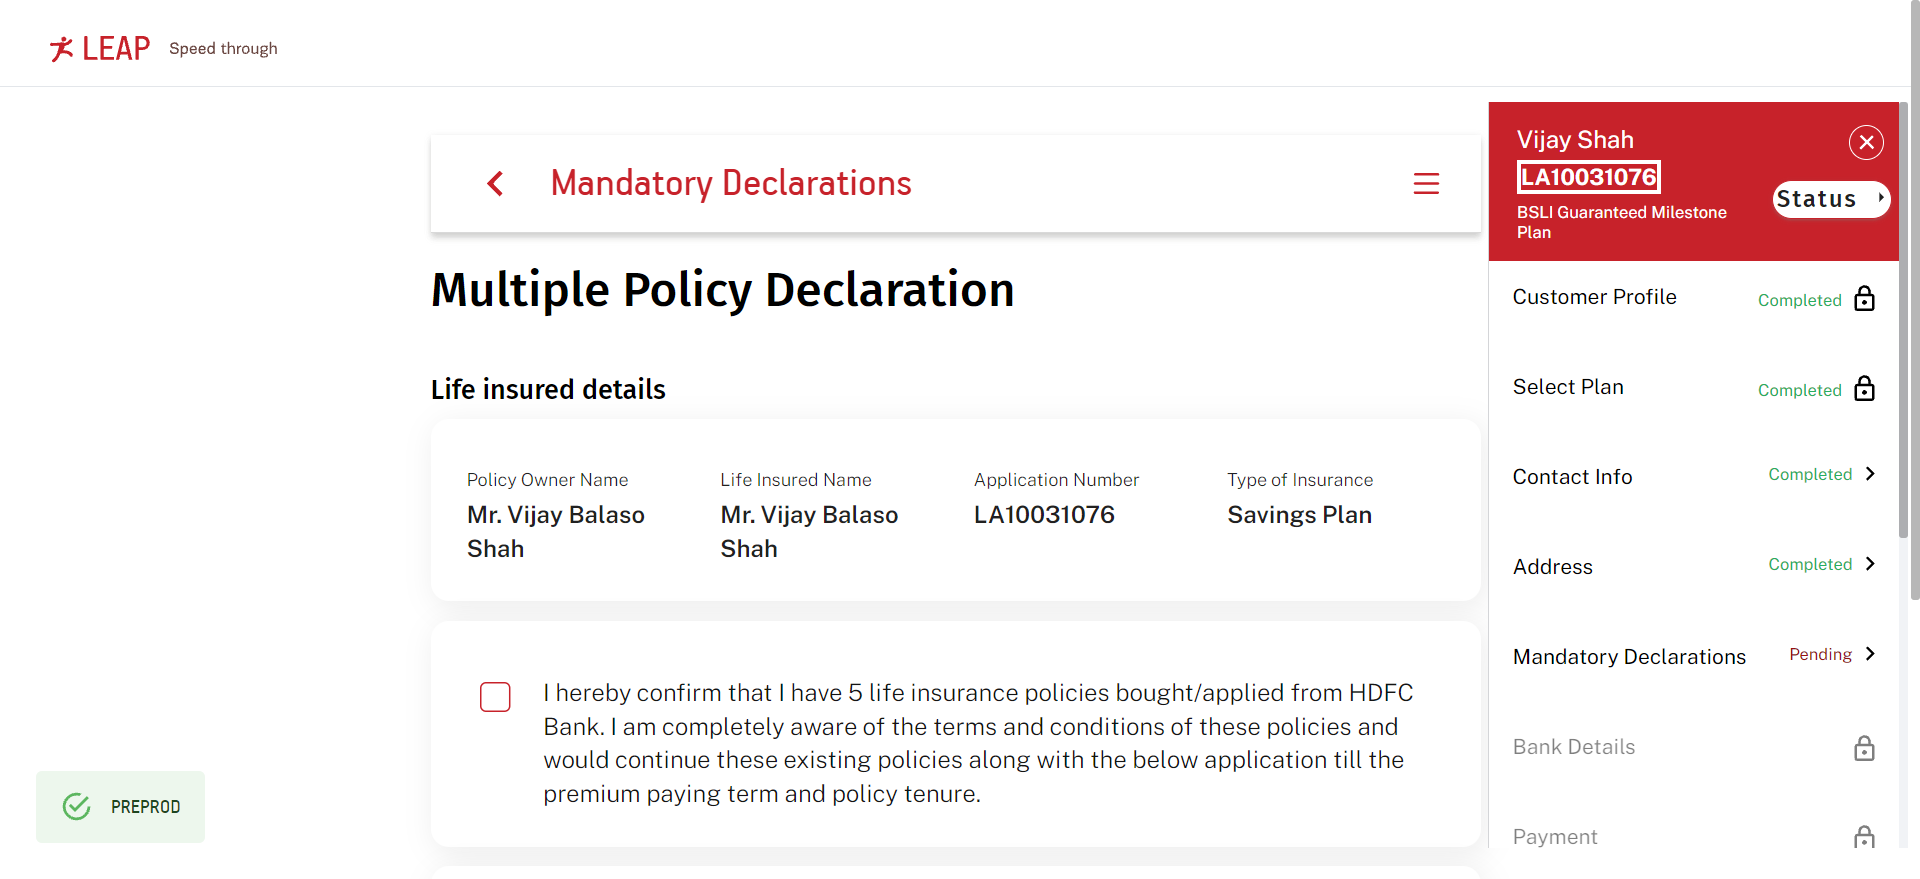 LEAP Speed through
Mandatory Declarations
Multiple Policy Declaration
Life insured details
Policy Owner Name Life Insured Name Application Number Type of Insurance
Mr. Vijay Balaso Mr. Vijay Balaso LA10031076 Savings Plan
Shah Shah
I hereby confirm that I have 5 life insurance policies bought/applied from HDFC
Bank. I am completely aware of the terms and conditions of these policies and
would continue these existing policies along with the below application till the
premium paying term and policy tenure.
PREPROD
Vijay Shah
LA10031076
Status
BSLI Guaranteed Milestone
Plan
Customer Profile Completed
Select Plan Completed
Contact Info Completed
Address Completed
Mandatory Declarations Pending
Bank Details
Payment